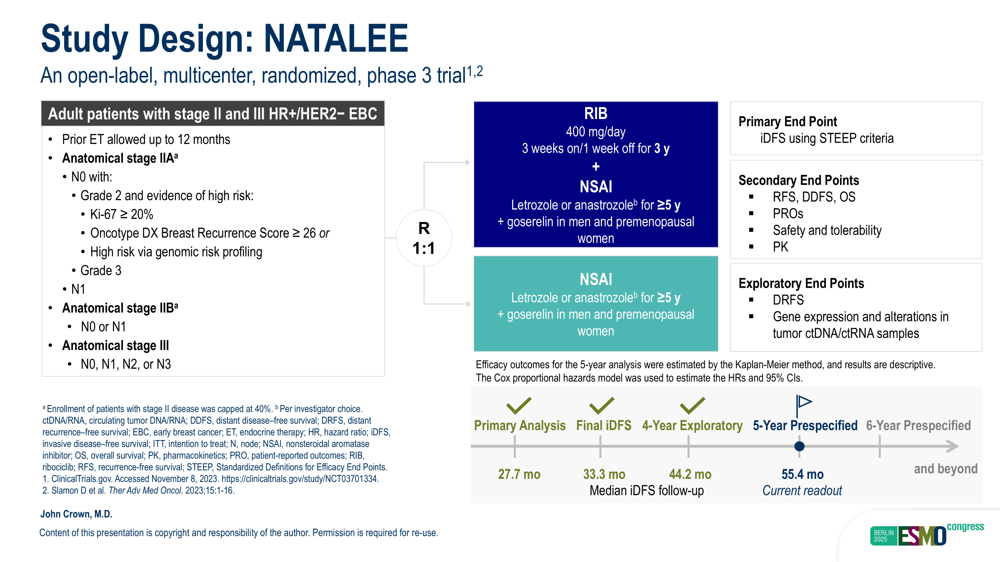 Study Design: NATALEE
An open-label, multicenter, randomized, phase 3 trial1,2
Adult patients with stage II and III HR+/HER2− EBC
• Prior ET allowed up to 12 months
• Anatomical stage IIAa
• N0 with:
• Grade 2 and evidence of high risk:
• Ki-67 ≥ 20%
• Oncotype DX Breast Recurrence Score ≥ 26 or
• High risk via genomic risk profiling
• Grade 3
• N1
• Anatomical stage IIBa
• N0 or N1
• Anatomical stage III
• N0, N1, N2, or N3
R
1:1
RIB
400 mg/day
3 weeks on/1 week off for 3 y
+
NSAI
Letrozole or anastrozoleb for ≥5 y
+ goserelin in men and premenopausal
women
NSAI
Letrozole or anastrozoleb for ≥5 y
+ goserelin in men and premenopausal
women
Primary End Point
iDFS using STEEP criteria
Secondary End Points
▪ RFS, DDFS, OS
▪ PROs
▪ Safety and tolerability
▪ PK
Exploratory End Points
▪ DRFS
▪ Gene expression and alterations in
tumor ctDNA/ctRNA samples
Efficacy outcomes for the 5-year analysis were estimated by the Kaplan-Meier method, and results are descriptive.
The Cox proportional hazards model was used to estimate the HRs and 95% CIs.
Primary Analysis Final iDFS 4-Year Exploratory 5-Year Prespecified 6-Year Prespecified
and beyond
27.7 mo 33.3 mo 44.2 mo 55.4 mo
Median iDFS follow-up Current readout
a Enrollment of patients with stage II disease was capped at 40%. b Per investigator choice.
ctDNA/RNA, circulating tumor DNA/RNA; DDFS, distant disease–free survival; DRFS, distant
recurrence–free survival; EBC, early breast cancer; ET, endocrine therapy; HR, hazard ratio; iDFS,
invasive disease–free survival; ITT, intention to treat; N, node; NSAI, nonsteroidal aromatase
inhibitor; OS, overall survival; PK, pharmacokinetics; PRO, patient-reported outcomes; RIB,
ribociclib; RFS, recurrence-free survival; STEEP, Standardized Definitions for Efficacy End Points.
1. ClinicalTrials.gov. Accessed November 8, 2023. https://clinicaltrials.gov/study/NCT03701334.
2. Slamon D et al. Ther Adv Med Oncol. 2023;15:1-16.
John Crown, M.D.
Content of this presentation is copyright and responsibility of the author. Permission is required for re-use.
BERLIN
2025
ESMO congress